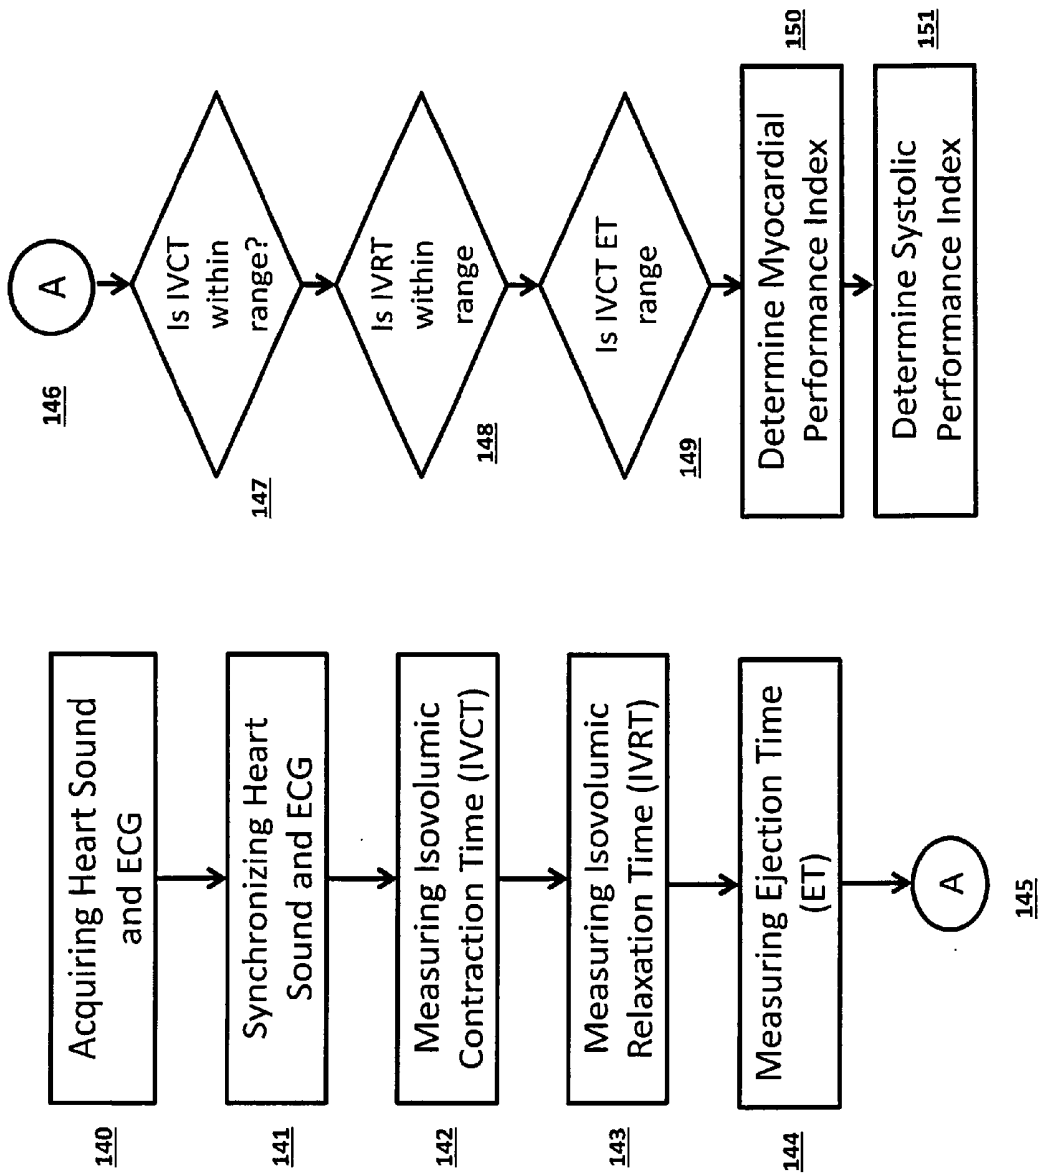 Acquiring Heart Sound
and ECG
140
Synchronizing Heart
Sound and ECG
141
Measuring Isovolumic
Contraction Time (IVCT)
142
Measuring Isovolumic
Relaxation Time (IVRT)
143
Measuring Ejection Time
(ET)
144
A
145
A
146
Is IVCT
within
range?
147
Is IVRT
within
range
148
Is IVCT ET
range
149
Determine Myocardial
Performance Index
150
Determine Systolic
Performance Index
151